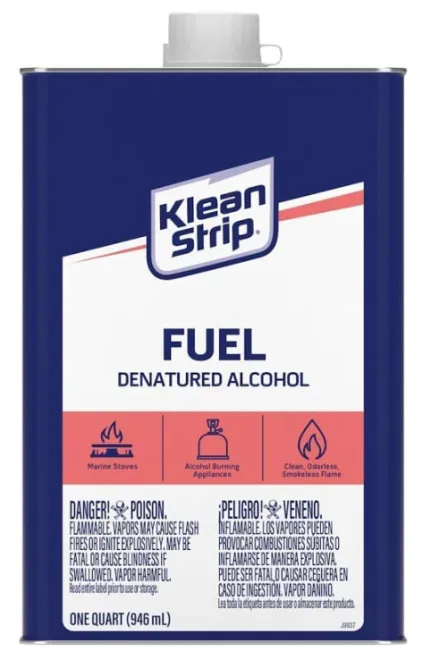 Klean
Strip®
FUEL
DENATURED ALCOHOL
Marine Stoves
Alcohol Burning
Appliances
Clean, Odorless,
Smokeless Flame
DANGER! POISON.
FLAMMABLE. VAPORS MAY CAUSE FLASH
FIRES OR IGNITE EXPLOSIVELY. MAY BE
FATAL OR CAUSE BLINDNESS IF
SWALLOWED. VAPOR HARMFUL.
Read entire label prior to use or storage.
¡PELIGRO! VENENO.
INFLAMABLE. LOS VAPORES PUEDEN
PROVOCAR COMBUSTIONES SÚBITAS O
INFLAMARSE DE MANERA EXPLOSIVA.
PUEDE SER FATAL O CAUSAR CEGUERA EN
CASO DE INGESTIÓN. VAPOR DAÑINO.
Lea toda la etiqueta antes de usar o almacenar este producto.
ONE QUART (946 mL)